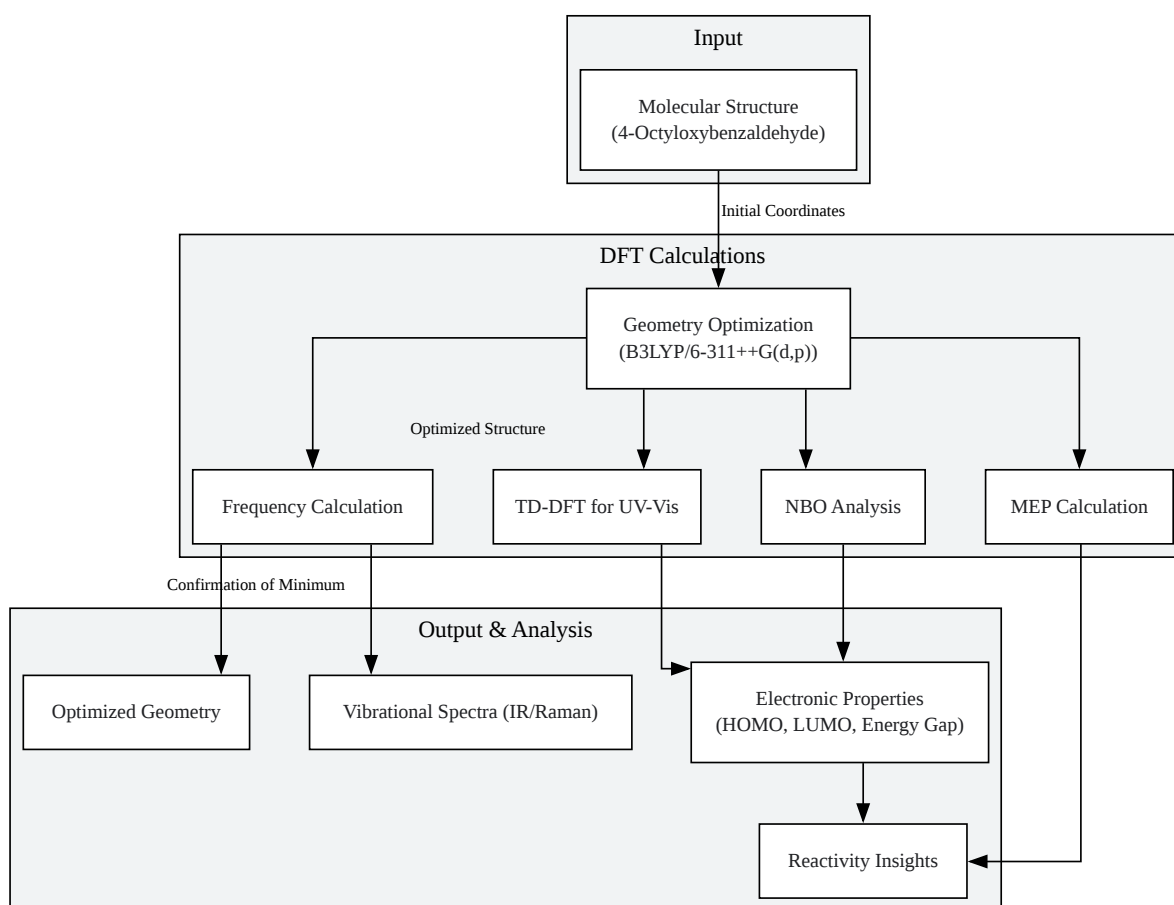 Input
Molecular Structure
(4-Octyloxybenzaldehyde)
Initial Coordinates
DFT Calculations
Geometry Optimization
(B3LYP/6-311++G(d,p))
Optimized Structure
Frequency Calculation
TD-DFT for UV-Vis
NBO Analysis
MEP Calculation
Confirmation of Minimum
Output & Analysis
Optimized Geometry
Vibrational Spectra (IR/Raman)
Electronic Properties
(HOMO, LUMO, Energy Gap)
Reactivity Insights